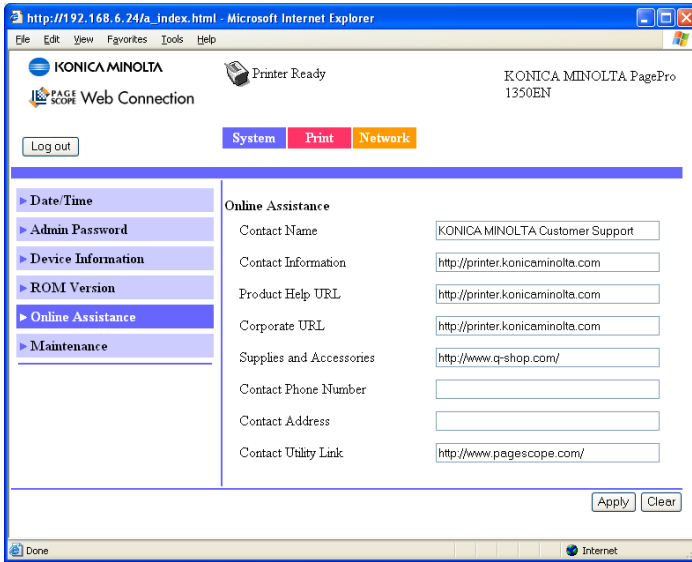 http://192.168.6.24/a_index.html - Microsoft Internet Explorer
File Edit View Favorites Tools Help
KONICA MINOLTA
PAGE SCOPE Web Connection
Printer Ready
KONICA MINOLTA PagePro
1350EN
Log out
System Print Network
Date/Time
Admin Password
Device Information
ROM Version
Online Assistance
Maintenance
Online Assistance
Contact Name KONICA MINOLTA Customer Support
Contact Information http://printer.konicaminolta.com
Product Help URL http://printer.konicaminolta.com
Corporate URL http://printer.konicaminolta.com
Supplies and Accessories http://www.q-shop.com/
Contact Phone Number
Contact Address
Contact Utility Link http://www.pagescope.com/
Apply Clear
Done Internet